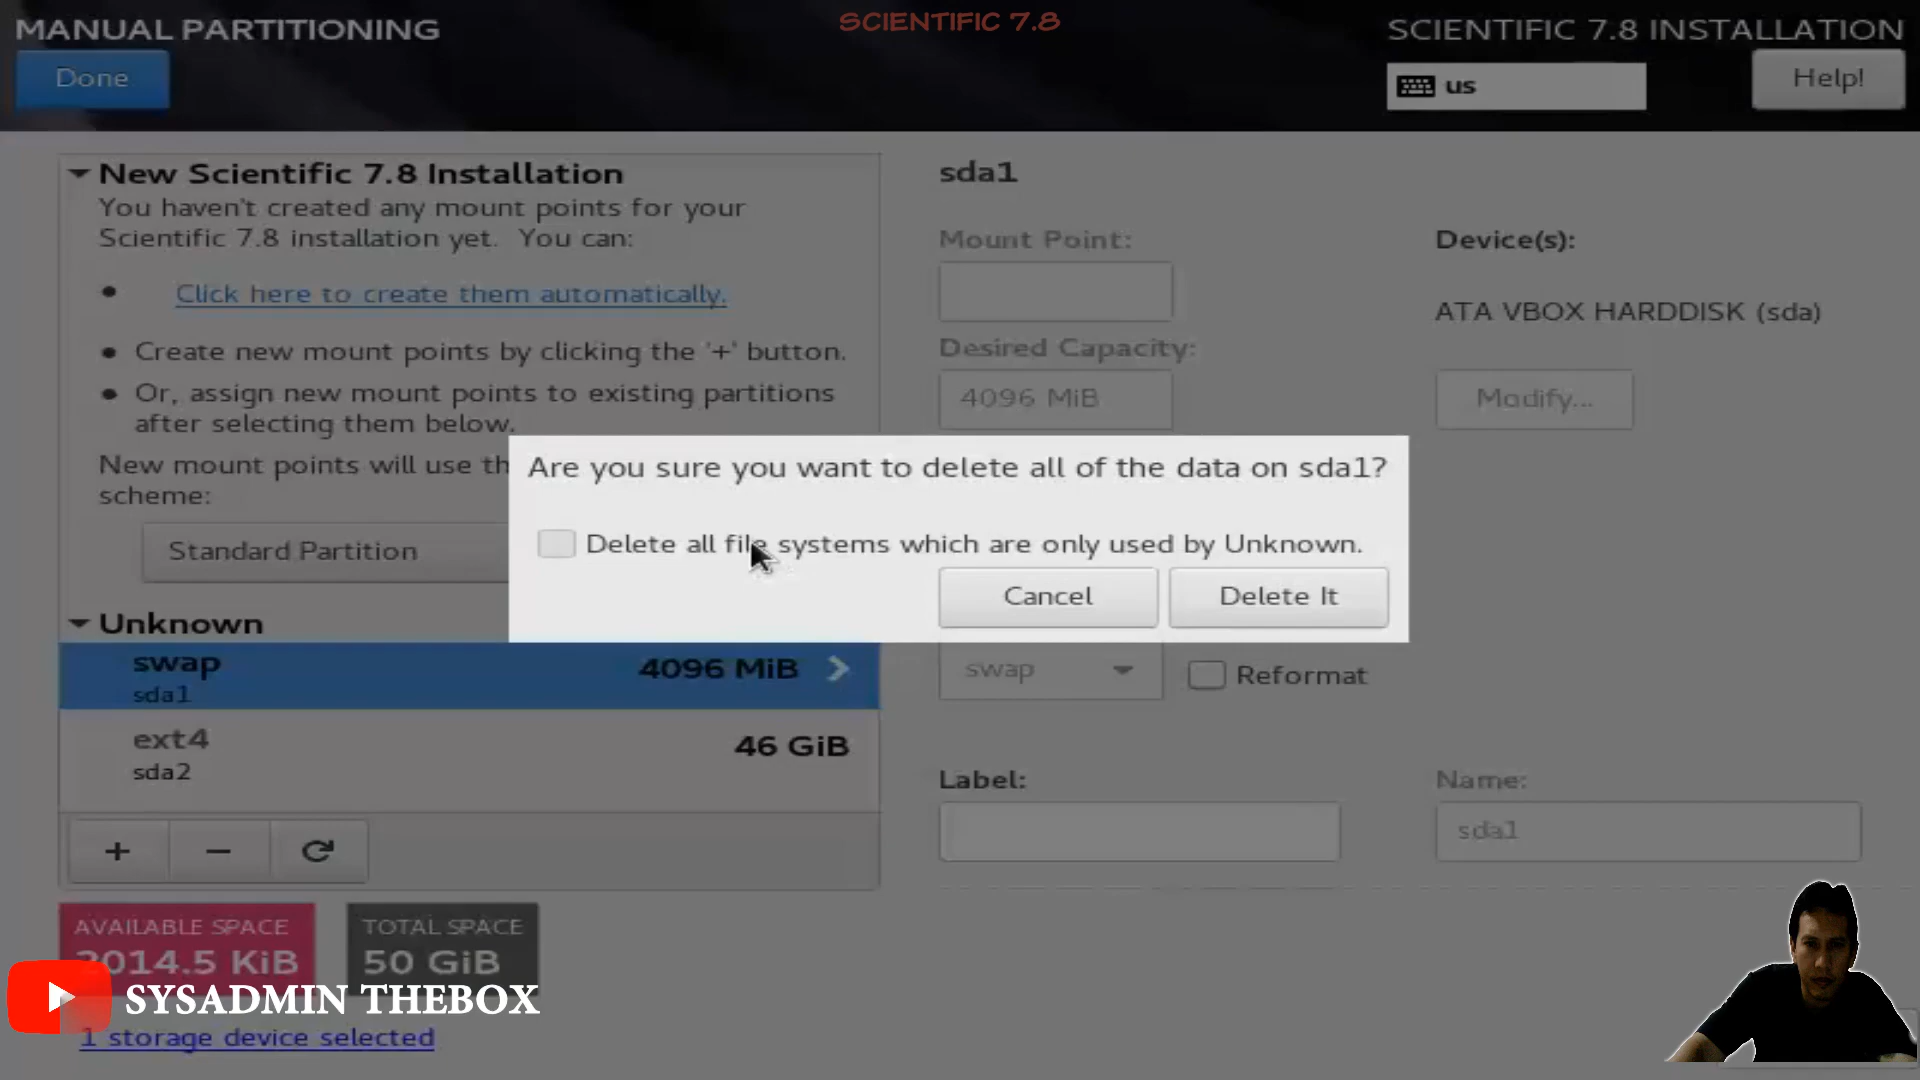 MANUAL PARTITIONING
SCIENTIFIC 7.8
SCIENTIFIC 7.8 INSTALLATION
Done
us
Help!
New Scientific 7.8 Installation
You haven't created any mount points for your
Scientific 7.8 installation yet. You can:
• Click here to create them automatically.
• Create new mount points by clicking the '+' button.
• Or, assign new mount points to existing partitions
after selecting them below.
New mount points will use th
scheme:
Standard Partition
Unknown
swap
4096 MiB
sda1
ext4
46 GiB
sda2
+ −
AVAILABLE SPACE
2014.5 KiB
TOTAL SPACE
50 GiB
SYSADMIN THEBOX
1 storage device selected
sda1
Mount Point:
Device(s):
ATA VBOX HARDDISK (sda)
Desired Capacity:
4096 MiB
Modify...
Are you sure you want to delete all of the data on sda1?
Delete all file systems which are only used by Unknown.
Cancel
Delete It
swap
Reformat
Label:
Name:
sda1